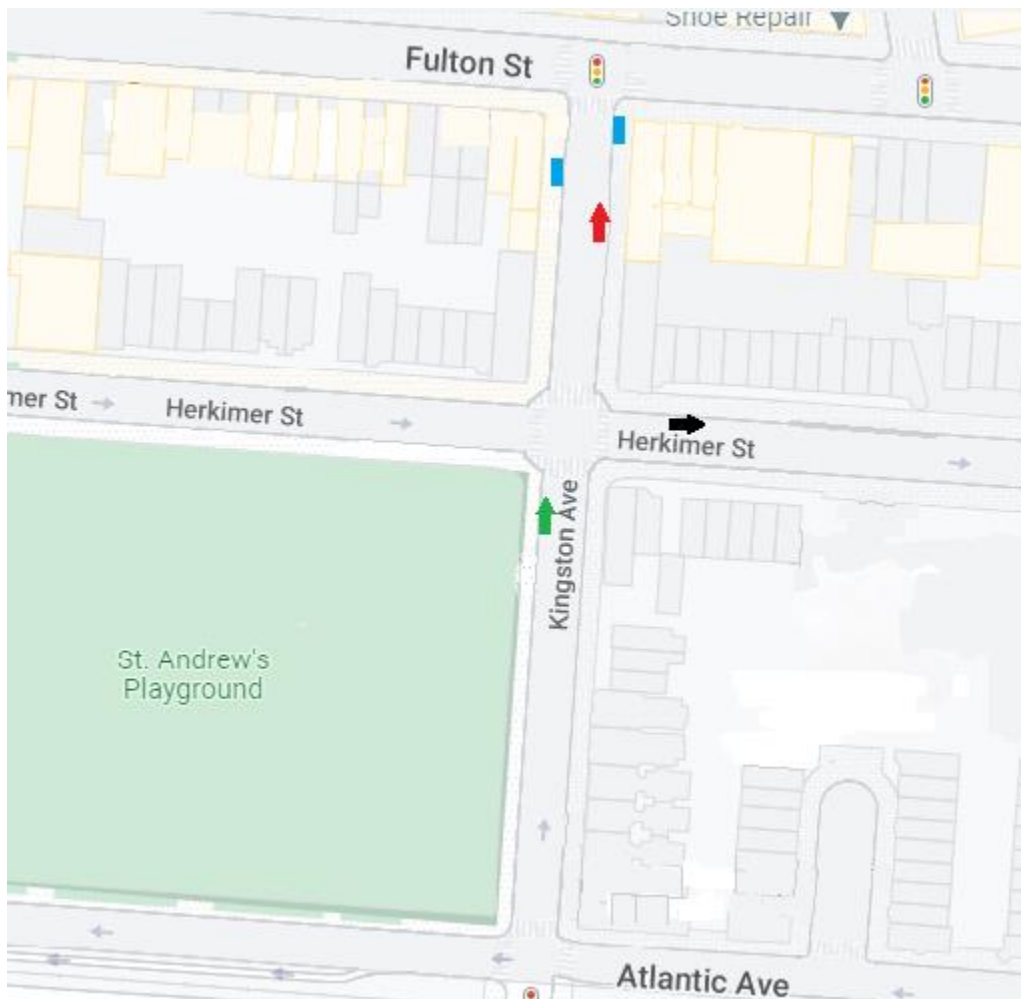 Shoe Repair
Fulton St
mer St
Herkimer St
Herkimer St
Kingston Ave
St. Andrew's
Playground
Atlantic Ave